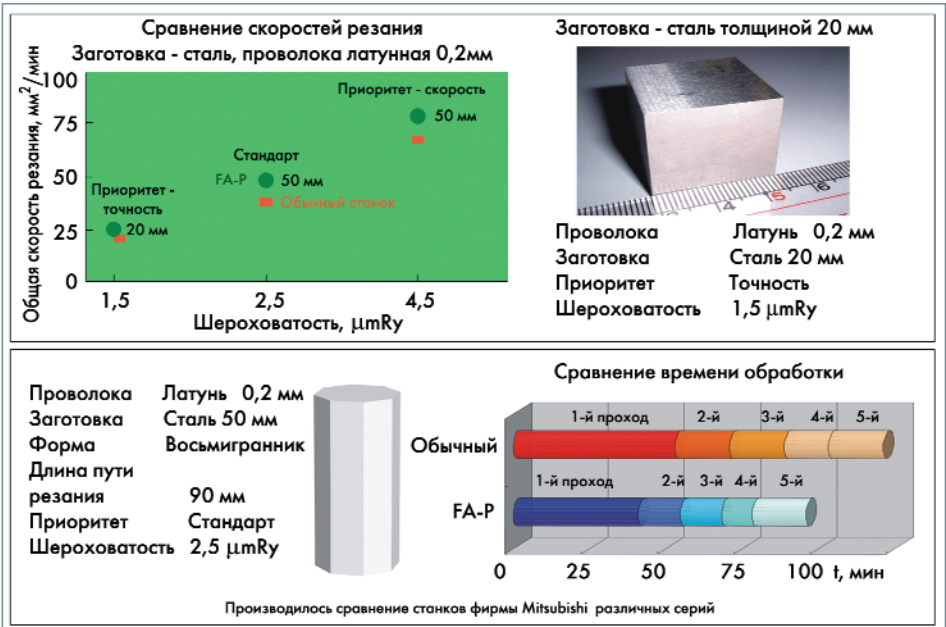 Сравнение скоростей резания
Заготовка - сталь, проволока латунная 0,2мм
Общая скорость резания, мм²/мин
100
75
50
25
0
Приоритет - скорость
50 мм
Стандарт
FA-P
50 мм
Обычный станок
Приоритет -
точность
20 мм
1,5
2,5
4,5
Шероховатость, µmRy
Заготовка - сталь толщиной 20 мм
4
5
6
Проволока Латунь 0,2 мм
Заготовка Сталь 20 мм
Приоритет Точность
Шероховатость 1,5 µmRy
Проволока Латунь 0,2 мм
Заготовка Сталь 50 мм
Форма Восьмигранник
Длина пути
резания 90 мм
Приоритет Стандарт
Шероховатость 2,5 µmRy
Сравнение времени обработки
1-й проход 2-й 3-й 4-й 5-й
Обычный
1-й проход 2-й 3-й 4-й 5-й
FA-P
0 25 50 75 100 t, мин
Производилось сравнение станков фирмы Mitsubishi различных серий